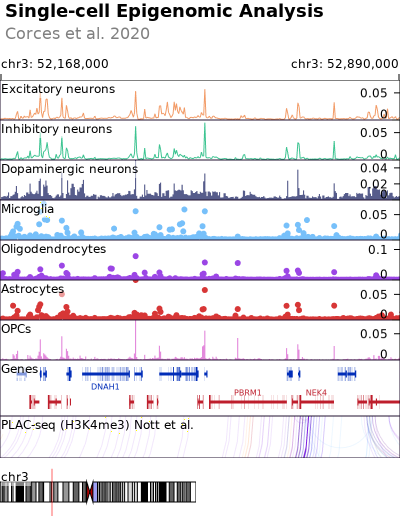 Single-cell Epigenomic Analysis
Corces et al. 2020
chr3: 52,168,000
chr3: 52,890,000
Excitatory neurons
0.05
0
Inhibitory neurons
0.05
0
Dopaminergic neurons
0.04
0.02
0
Microglia
0.05
0
Oligodendrocytes
0.1
0
Astrocytes
0.05
0
OPCs
0.05
0
Genes
DNAH1
PBRM1
NEK4
PLAC-seq (H3K4me3) Nott et al.
chr3